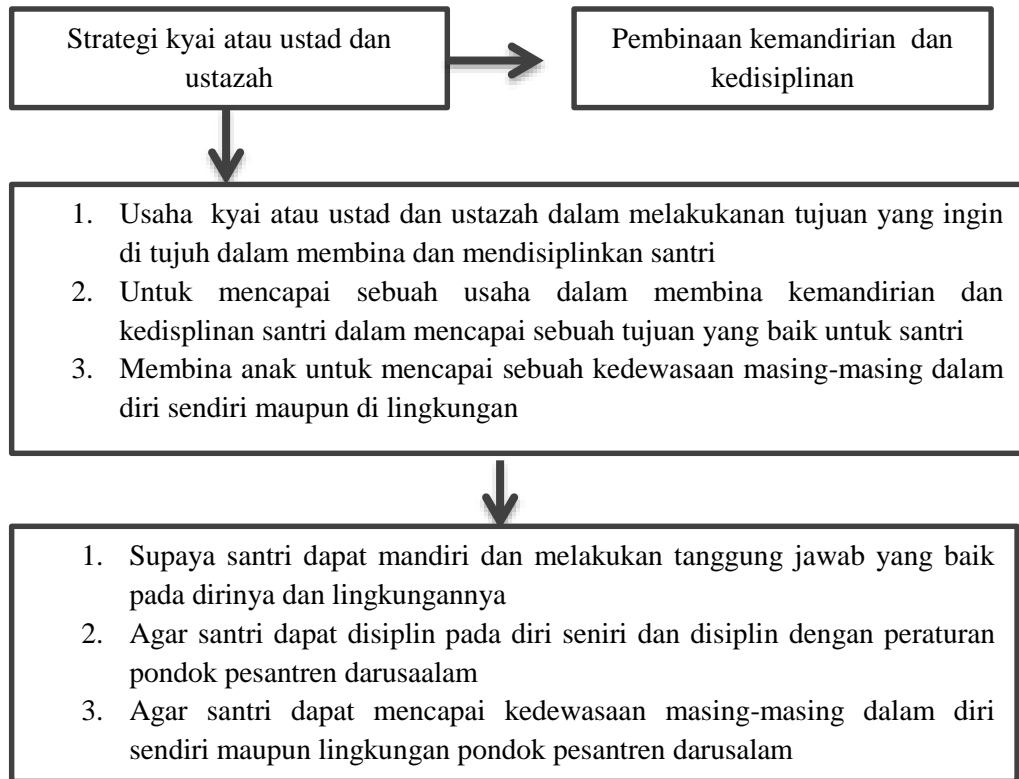 Strategi kyai atau ustad dan
ustazah
Pembinaan kemandirian dan
kedisiplinan
1. Usaha kyai atau ustad dan ustazah dalam melakukanan tujuan yang ingin
di tujuh dalam membina dan mendisiplinkan santri
2. Untuk mencapai sebuah usaha dalam membina kemandirian dan
kedisplinan santri dalam mencapai sebuah tujuan yang baik untuk santri
3. Membina anak untuk mencapai sebuah kedewasaan masing-masing dalam
diri sendiri maupun di lingkungan
1. Supaya santri dapat mandiri dan melakukan tanggung jawab yang baik
pada dirinya dan lingkungannya
2. Agar santri dapat disiplin pada diri seniri dan disiplin dengan peraturan
pondok pesantren darusaalam
3. Agar santri dapat mencapai kedewasaan masing-masing dalam diri
sendiri maupun lingkungan pondok pesantren darusalam